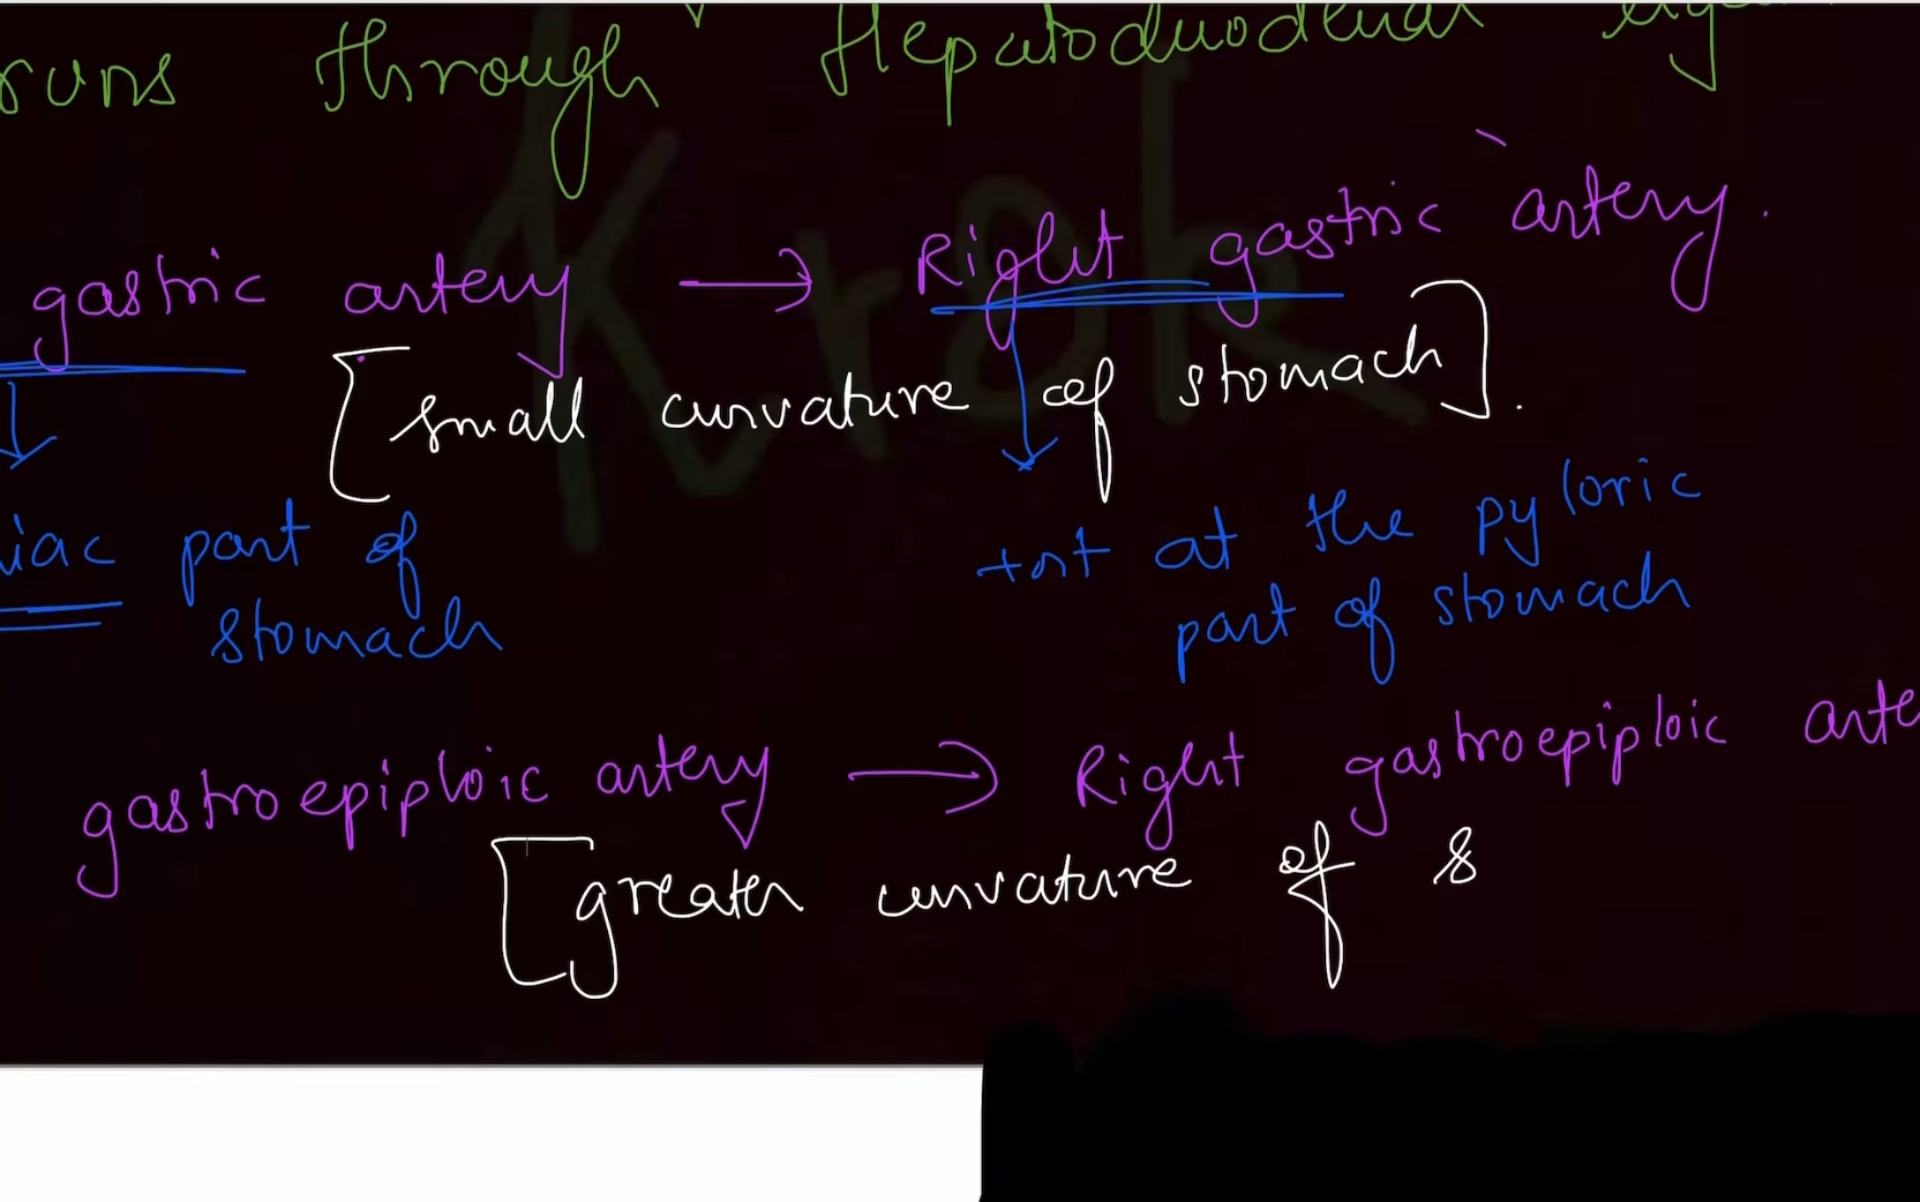 runs through Hepatoduodenal
gastric artery → Right gastric artery.
[small curvature of stomach].
iac part of stomach
at the pyloric part of stomach
gastroepiploic artery → Right gastroepiploic arte
[greater curvature of s
Krok